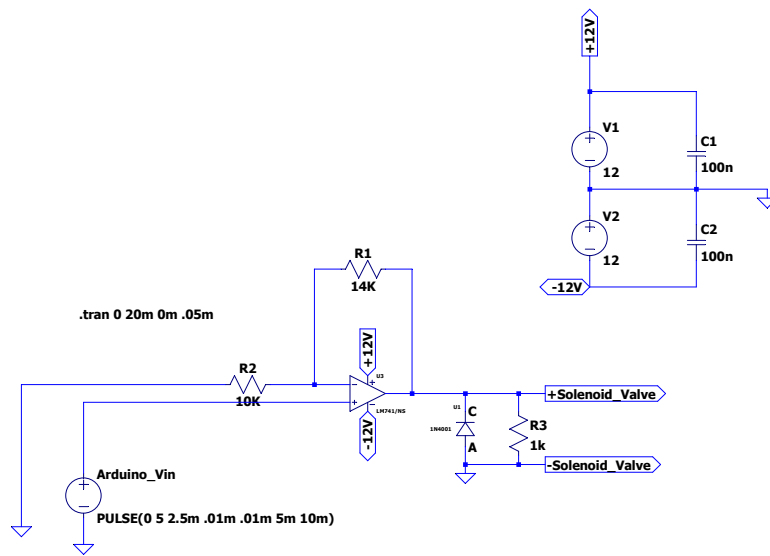 +12V
V1
C1
12
100n
V2
C2
12
100n
-12V
R1
14K
.tran 0 20m 0m .05m
+12V
U3
R2
10K
LM741/NS
-12V
+Solenoid_Valve
U1
C
1N4001
R3
A
1k
-Solenoid_Valve
Arduino_Vin
PULSE(0 5 2.5m .01m .01m 5m 10m)